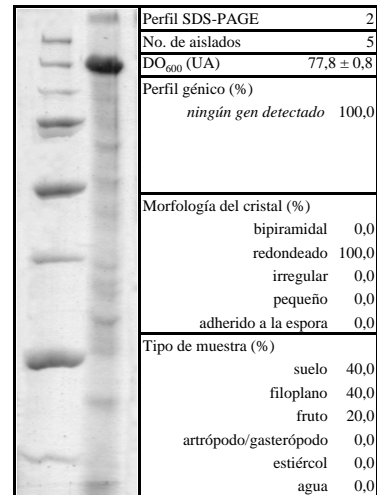 Perfil SDS-PAGE 2
No. de aislados 5
DO600 (UA) 77,8 ± 0,8
Perfil génico (%)
ningún gen detectado 100,0
Morfología del cristal (%)
bipiramidal 0,0
redondeado 100,0
irregular 0,0
pequeño 0,0
adherido a la espora 0,0
Tipo de muestra (%)
suelo 40,0
filoplano 40,0
fruto 20,0
artrópodo/gasterópodo 0,0
estiércol 0,0
agua 0,0